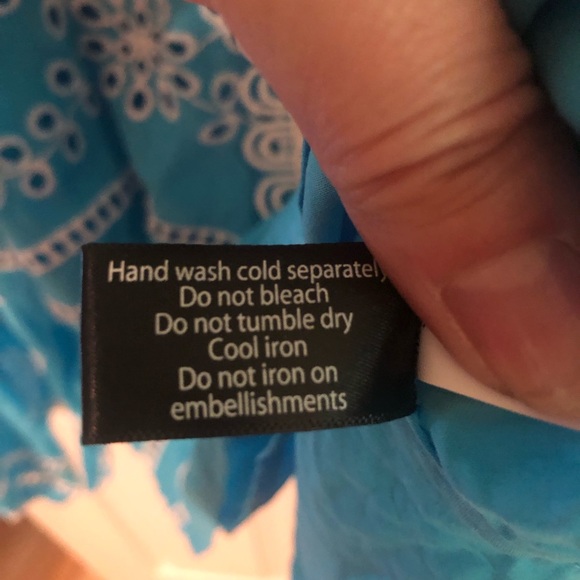 Hand wash cold separately
Do not bleach
Do not tumble dry
Cool iron
Do not iron on
embellishments